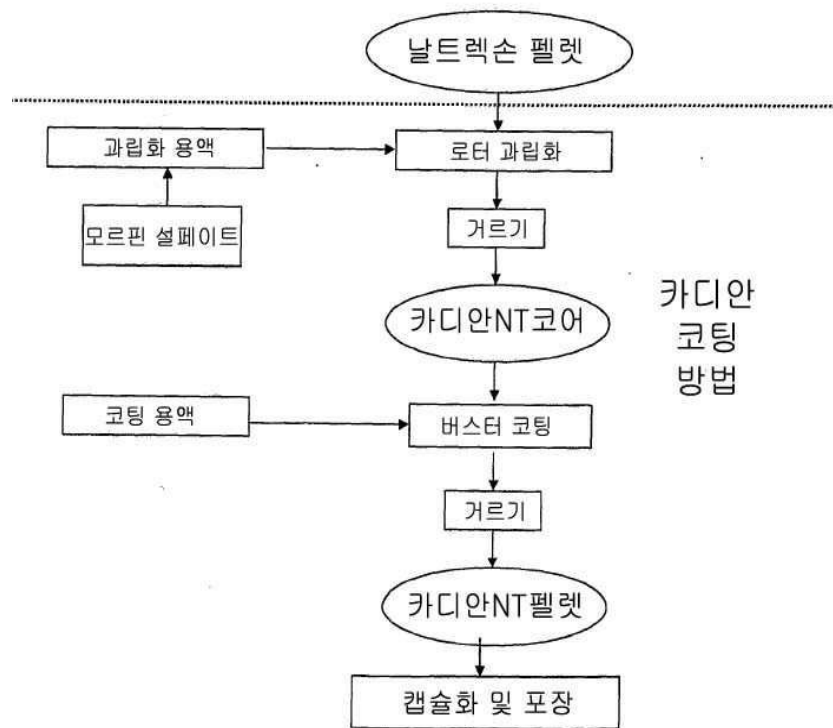 날트렉손 펠렛
과립화 용액
로터 과립화
모르핀 설페이트
거르기
카디안NT코어
카디안
코팅
방법
코팅 용액
버스터 코팅
거르기
카디안NT펠렛
캡슐화 및 포장